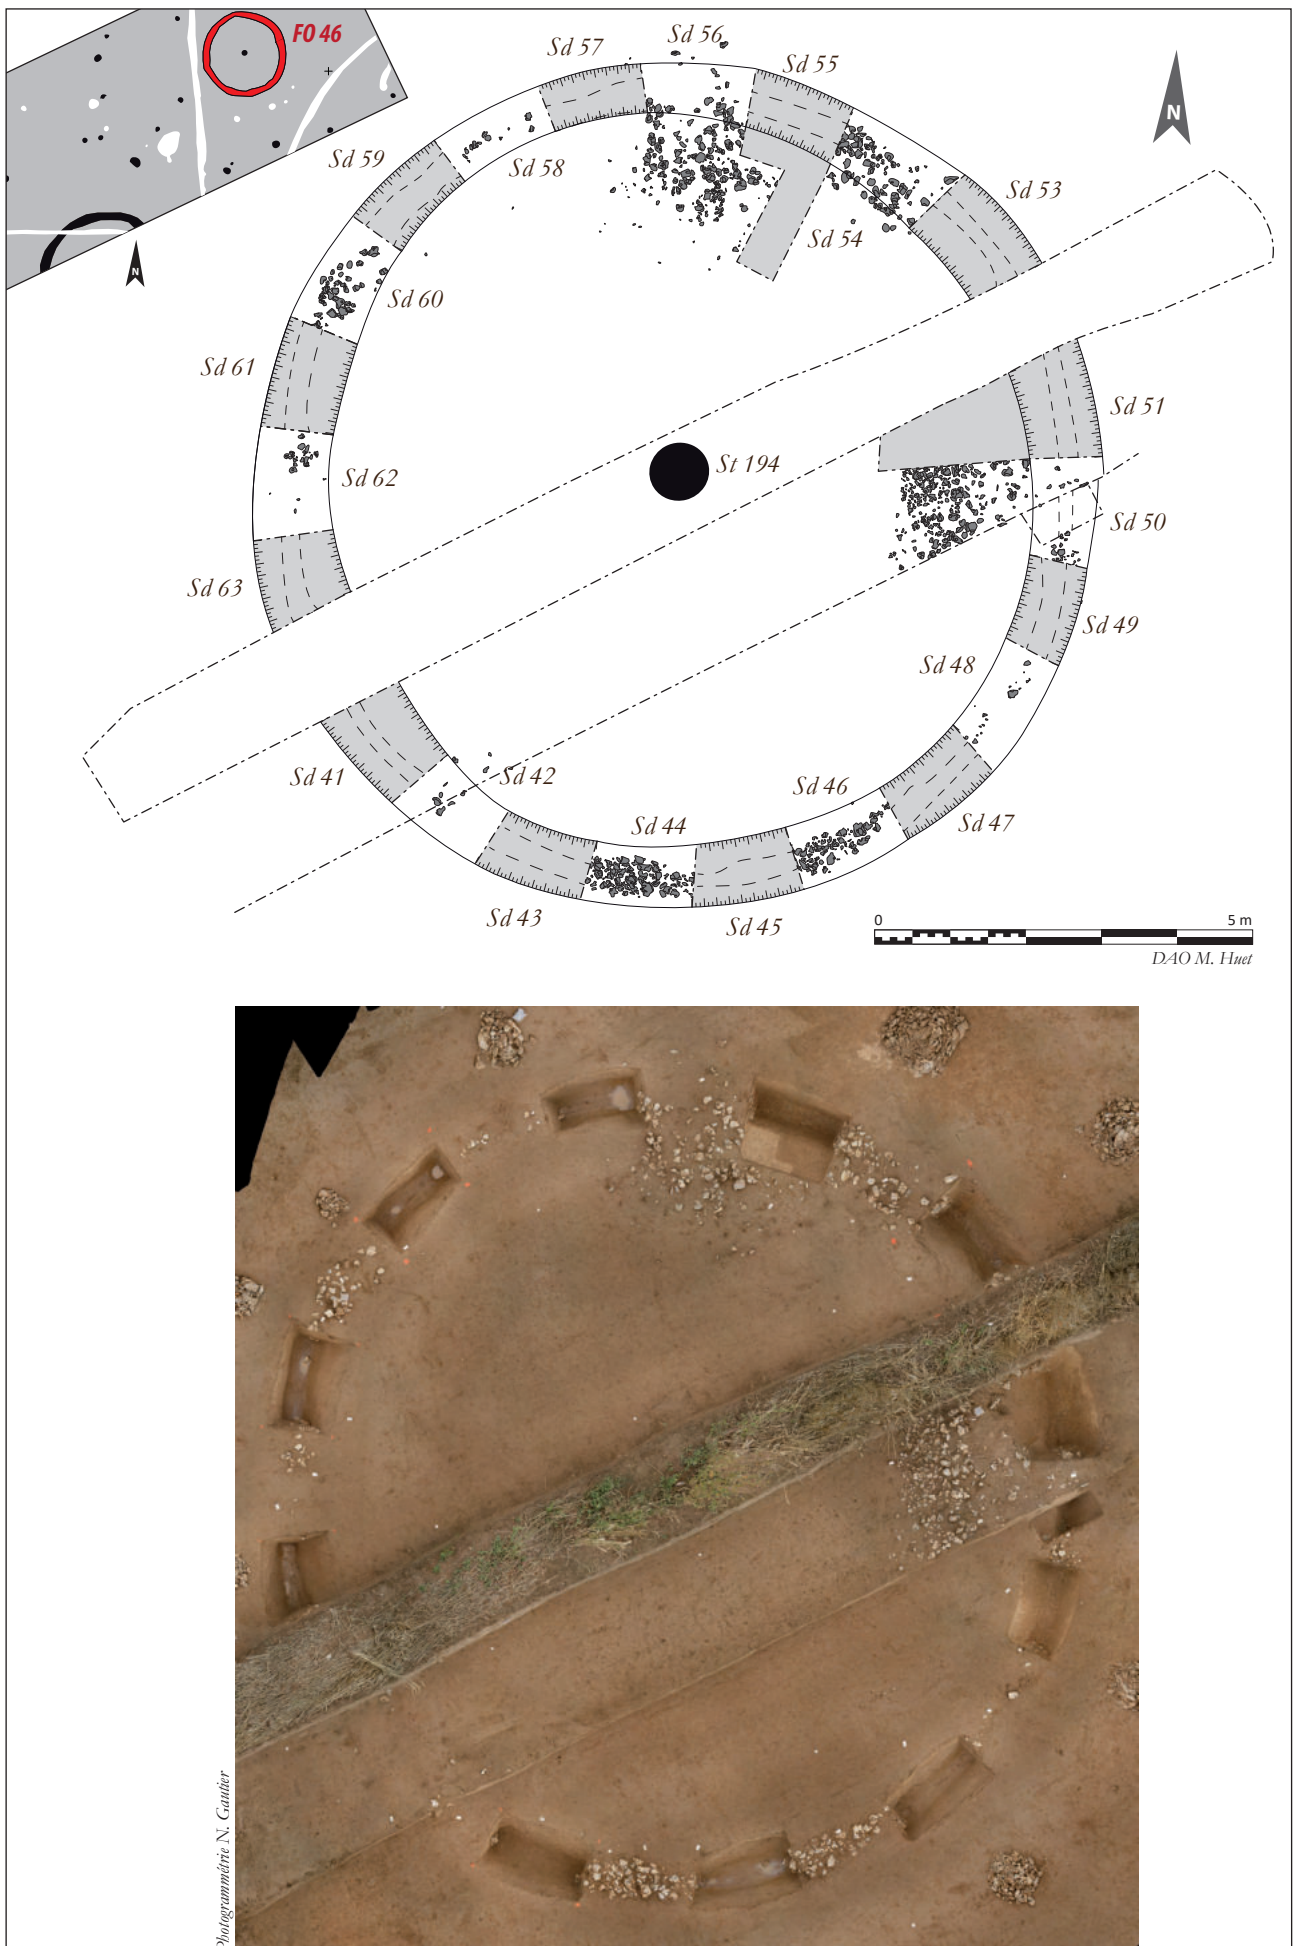 FO 46
N
Sd 57
Sd 56
Sd 55
N
Sd 59
Sd 58
Sd 53
Sd 54
Sd 60
Sd 61
Sd 51
St 194
Sd 62
Sd 50
Sd 63
Sd 49
Sd 48
Sd 41
Sd 42
Sd 46
Sd 44
Sd 47
Sd 43
Sd 45
0 5 m
DAO M. Huet
Photogrammétrie N. Gautier